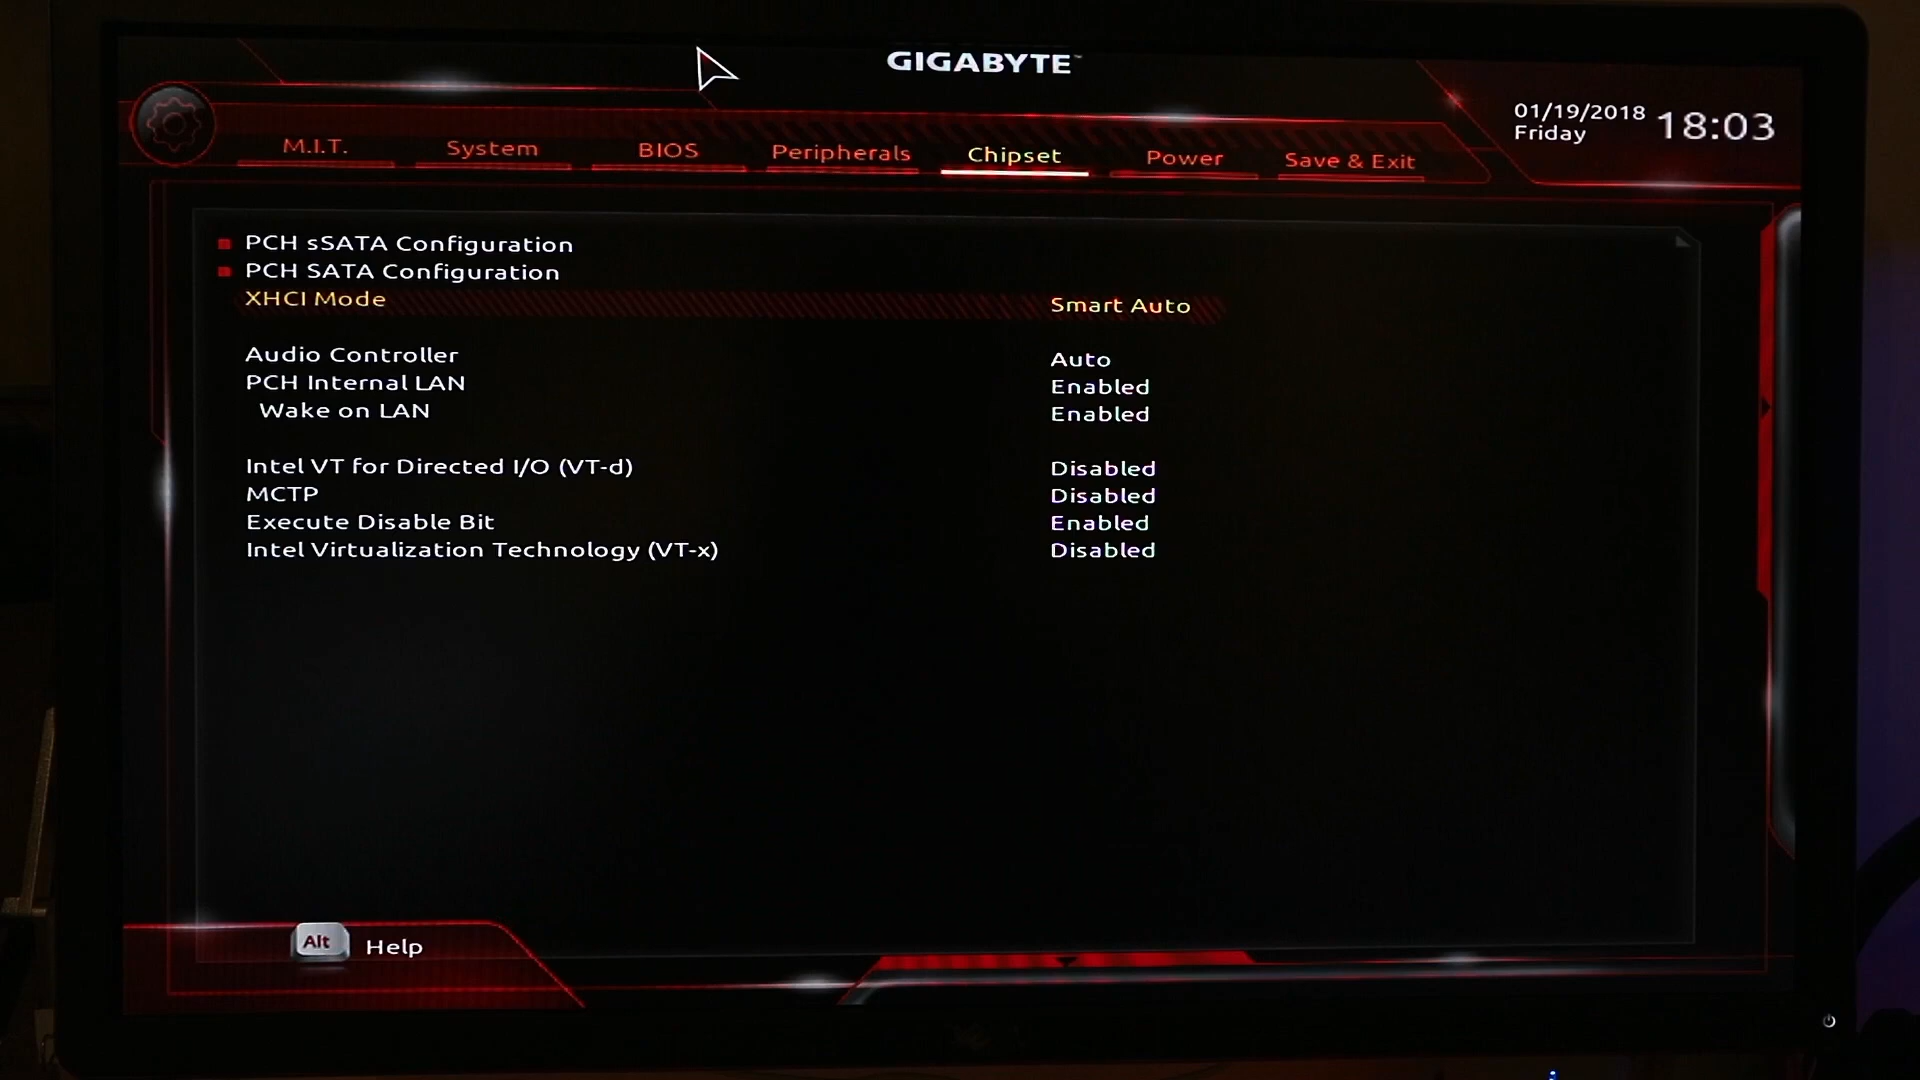 GIGABYTE™
01/19/2018
Friday
18:03
M.I.T. System BIOS Peripherals Chipset Power Save & Exit
PCH sSATA Configuration
PCH SATA Configuration
XHCI Mode Smart Auto
Audio Controller Auto
PCH Internal LAN Enabled
Wake on LAN Enabled
Intel VT for Directed I/O (VT-d) Disabled
MCTP Disabled
Execute Disable Bit Enabled
Intel Virtualization Technology (VT-x) Disabled
Alt Help